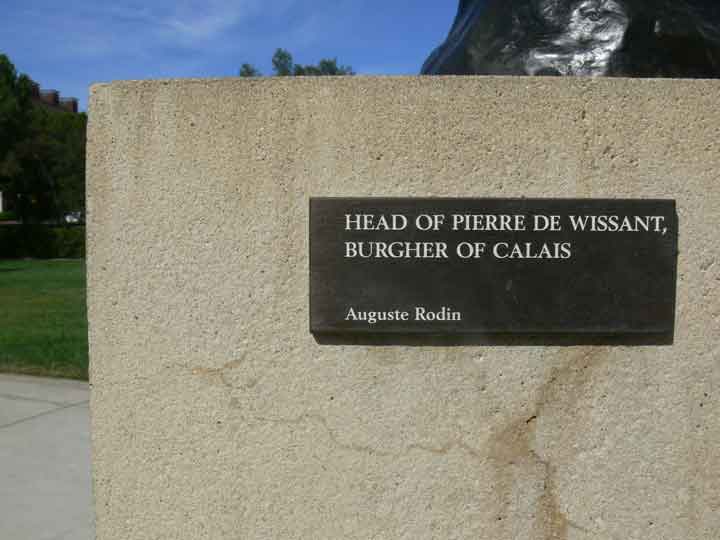 HEAD OF PIERRE DE WISSANT,
BURGHER OF CALAIS
Auguste Rodin